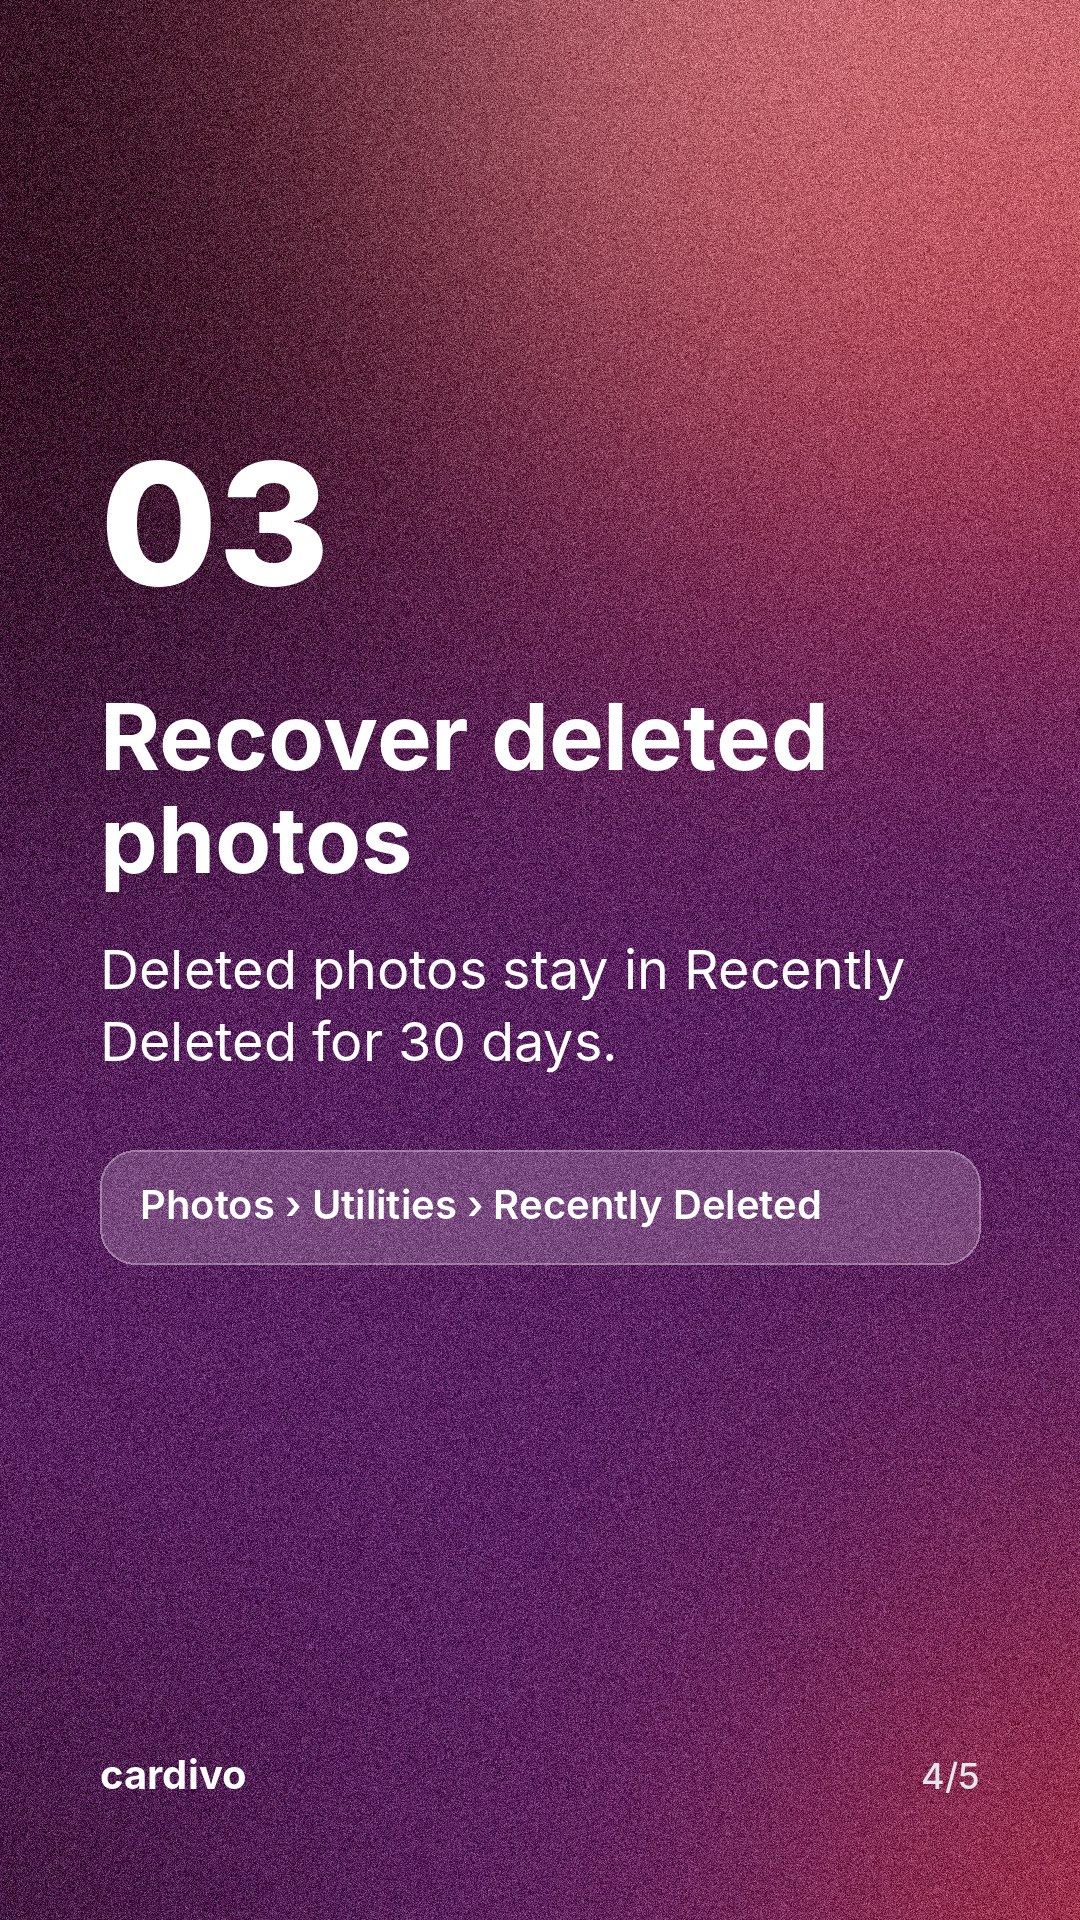 03
Recover deleted
photos
Deleted photos stay in Recently
Deleted for 30 days.
Photos › Utilities › Recently Deleted
cardivo
4/5